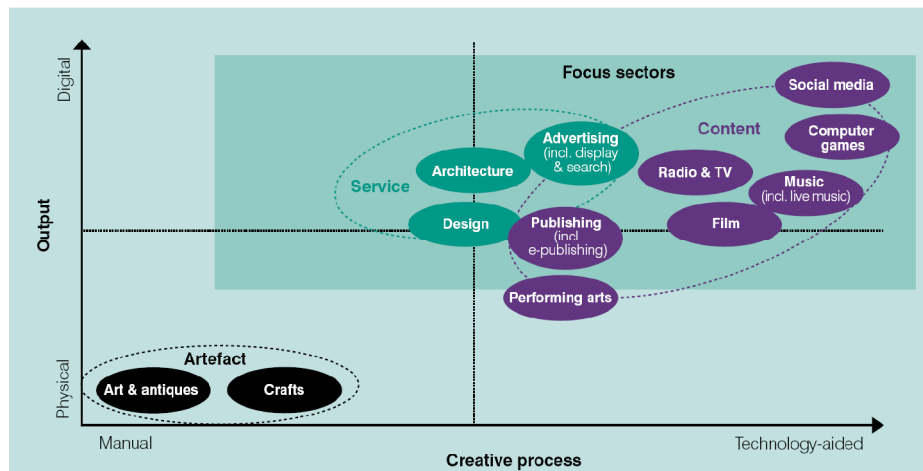 Digital
Output
Physical
Focus sectors
Social media
Content
Computer
games
Advertising
(incl. display
& search)
Architecture
Service
Radio & TV
Music
(incl. live music)
Design
Publishing
(incl
e-publishing)
Film
Performing arts
Artefact
Art & antiques
Crafts
Manual
Technology-aided
Creative process